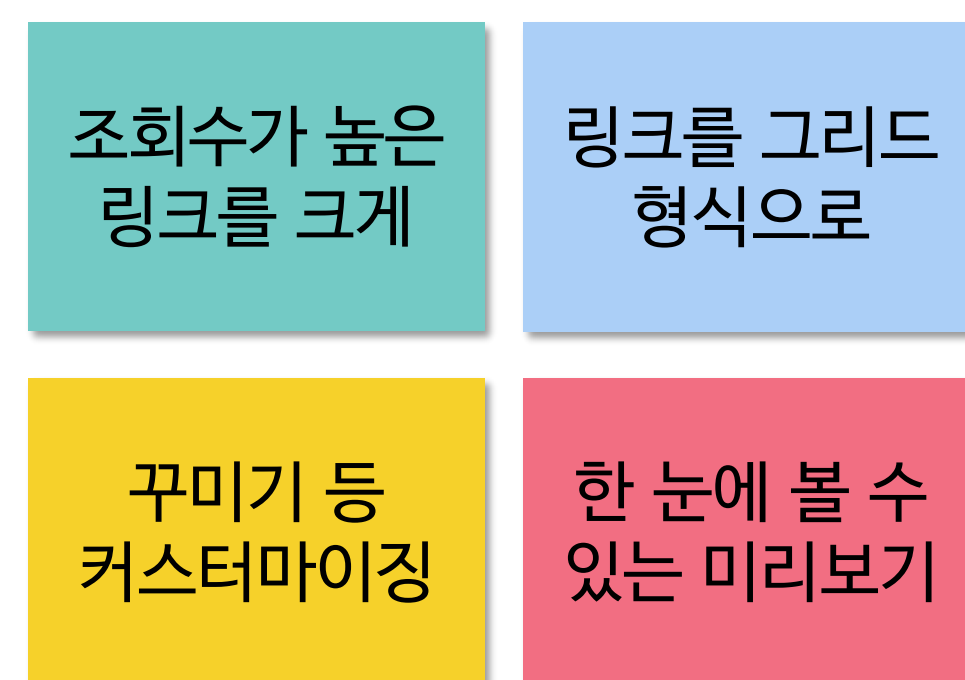 조회수가 높은
링크를 크게
링크를 그리드
형식으로
꾸미기 등
커스터마이징
한 눈에 볼 수
있는 미리보기